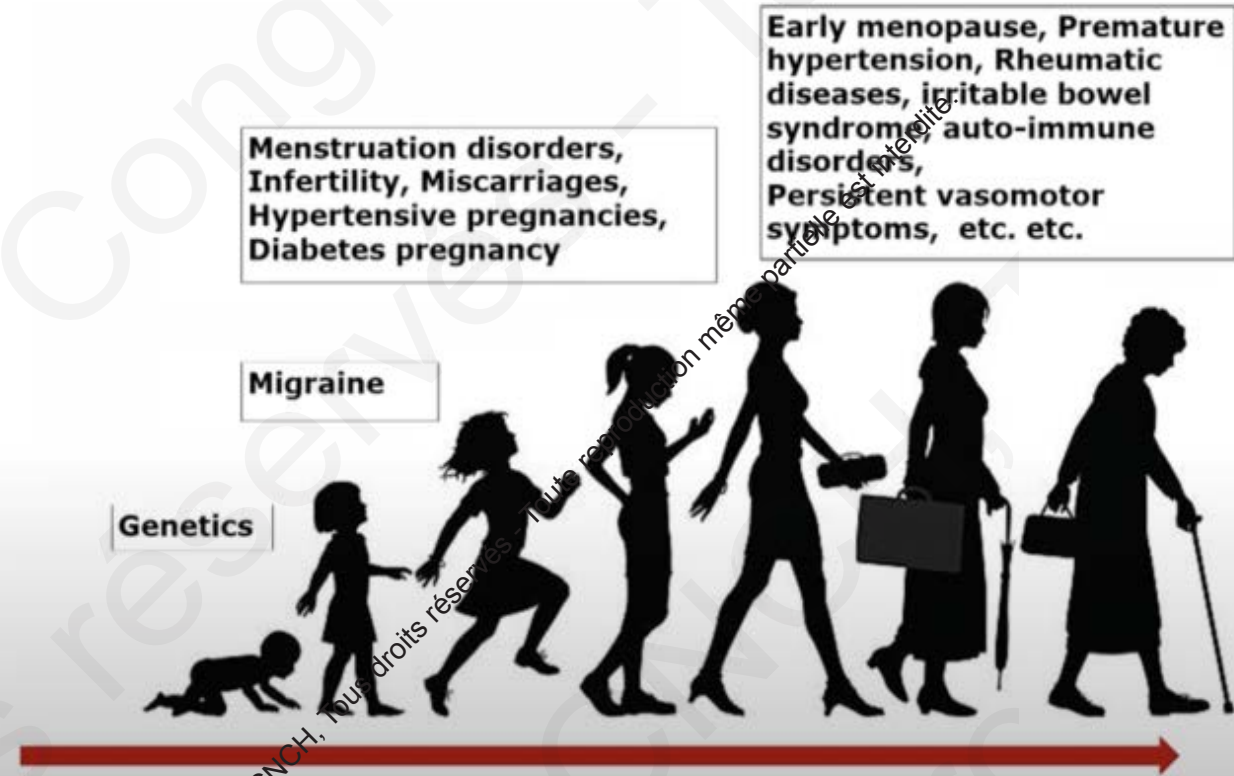 Early menopause, Premature
hypertension, Rheumatic
diseases, irritable bowel
syndrome, auto-immune
disorders,
Persistent vasomotor
symptoms, etc. etc.
Menstruation disorders,
Infertility, Miscarriages,
Hypertensive pregnancies,
Diabetes pregnancy
Migraine
Genetics
CNCH, Tous droits réservés - Toute reproduction même partielle est interdite.